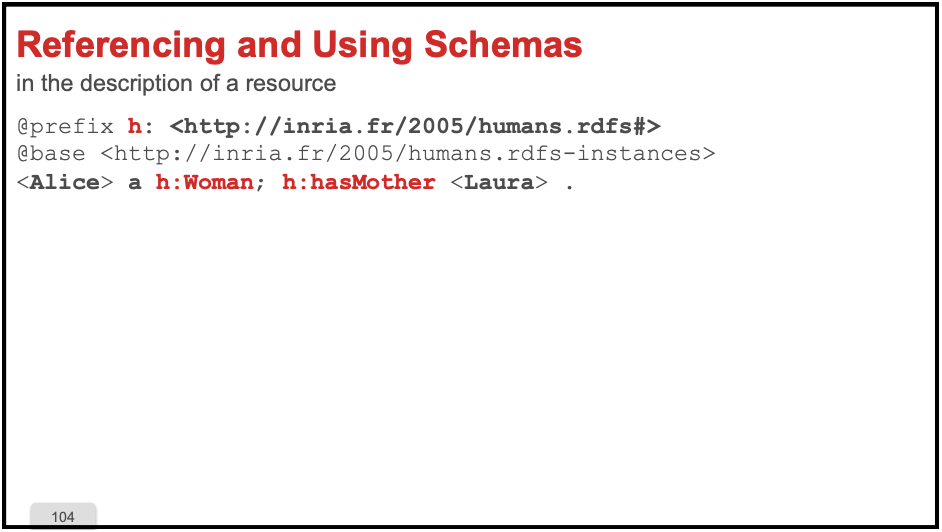 Referencing and Using Schemas
in the description of a resource
@prefix h: <http://inria.fr/2005/humans.rdfs#>
@base <http://inria.fr/2005/humans.rdfs-instances>
<Alice> a h:Woman; h:hasMother <Laura> .
104